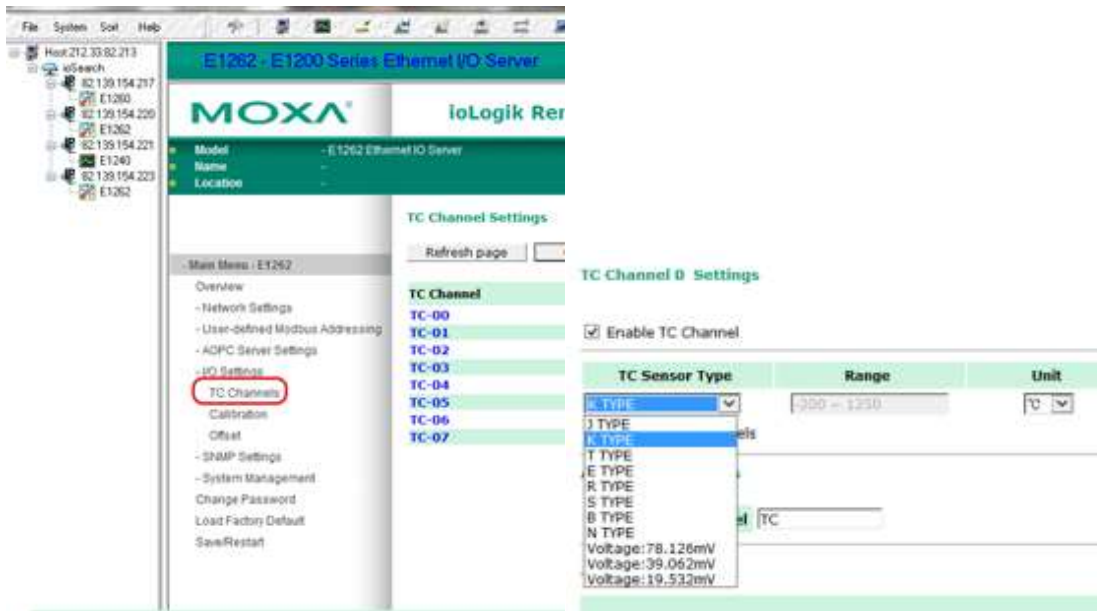 File System Sort Help
Host:212.33.82.213
ioSearch
82.139.154.217
E1260
82.139.154.220
E1262
82.139.154.221
E1240
82.139.154.223
E1262
E1262 - E1200 Series Ethernet I/O Server
MOXA®
ioLogik Rer
Model - E1262 Ethernet IO Server
Name -
Location -
- Main Menu - E1262
Overview
- Network Settings
- User-defined Modbus Addressing
- AOPC Server Settings
- I/O Settings
TC Channels
Calibration
Offset
- SNMP Settings
- System Management
Change Password
Load Factory Default
Save/Restart
TC Channel Settings
Refresh page
TC Channel
TC-00
TC-01
TC-02
TC-03
TC-04
TC-05
TC-06
TC-07
TC Channel 0 Settings
Enable TC Channel
TC Sensor Type Range Unit
K TYPE -200 ~ 1250 ℃
J TYPE
K TYPE
T TYPE
E TYPE
R TYPE
S TYPE
B TYPE
N TYPE
Voltage:78.126mV
Voltage:39.062mV
Voltage:19.532mV
els
el TC